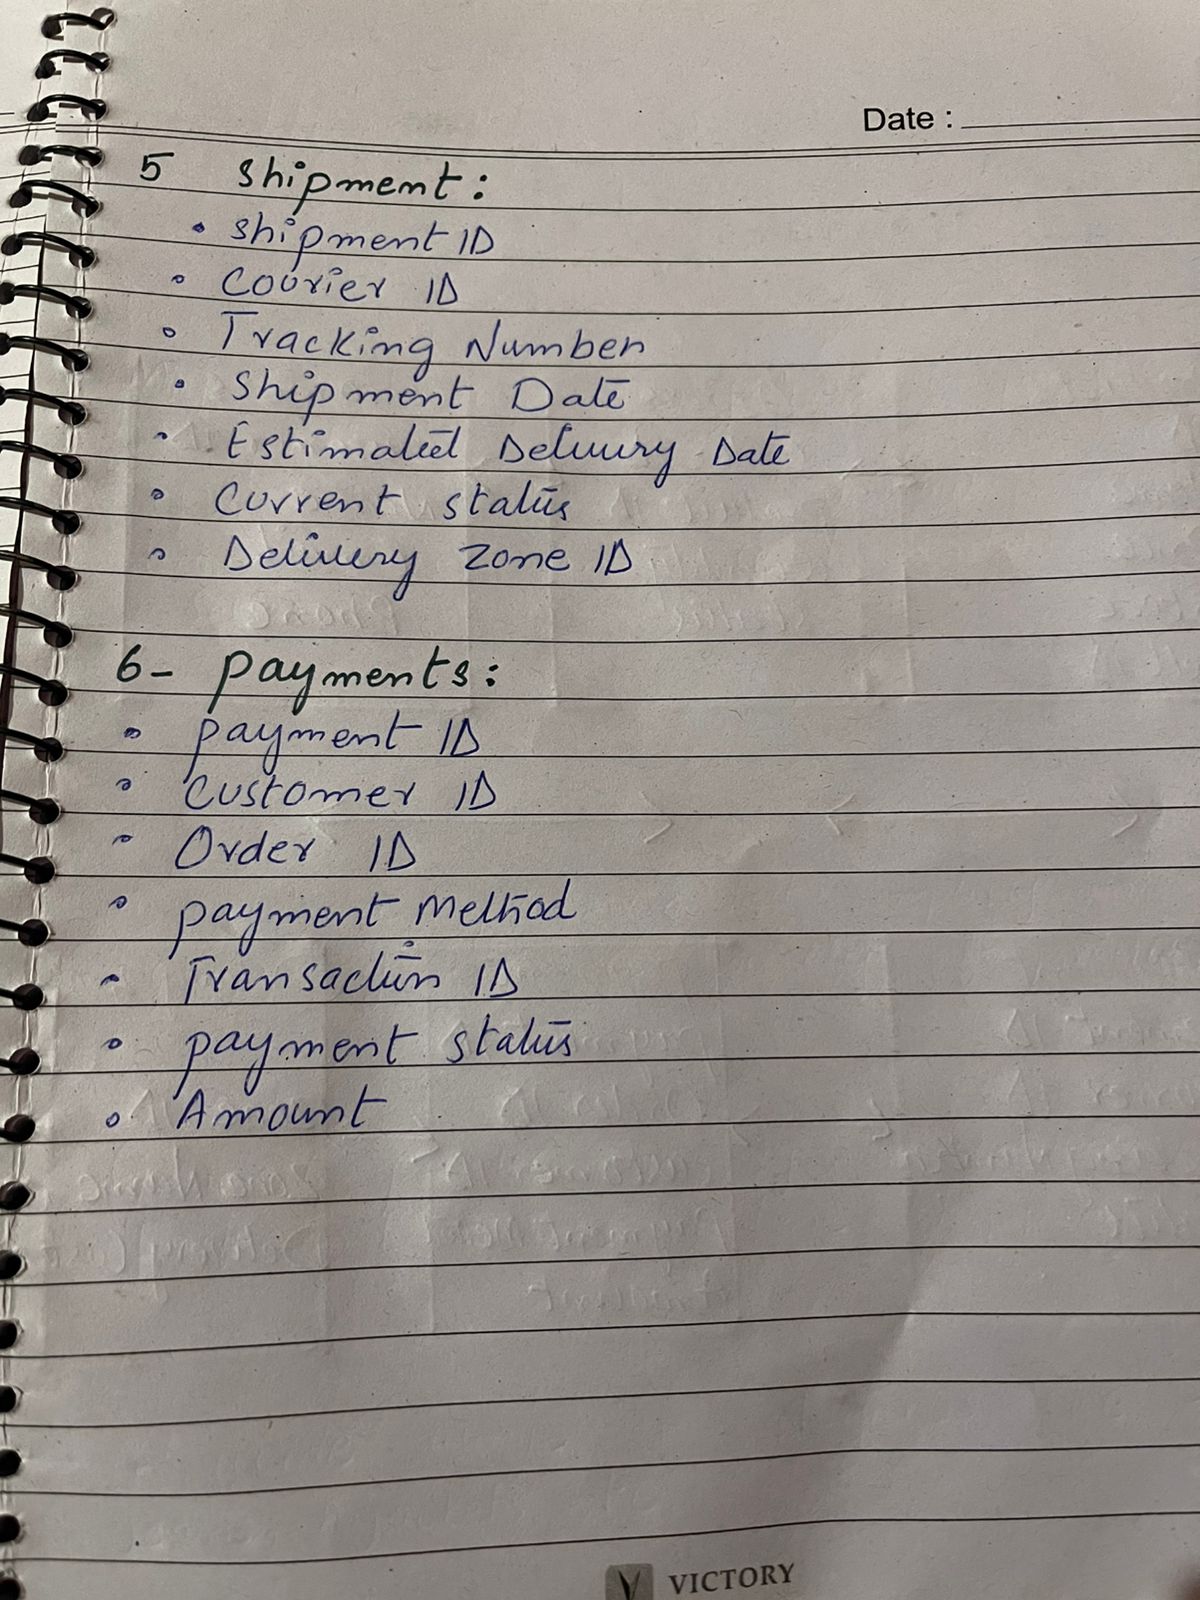 Date :
5 Shipment :
• Shipment ID
• Courier ID
• Tracking Number
• Shipment Date
• Estimated Delivery Date
• Current status
• Delivery Zone ID
6- payments :
• payment ID
• Customer ID
• Order ID
• payment Method
• Transaction ID
• payment status
• Amount
VICTORY